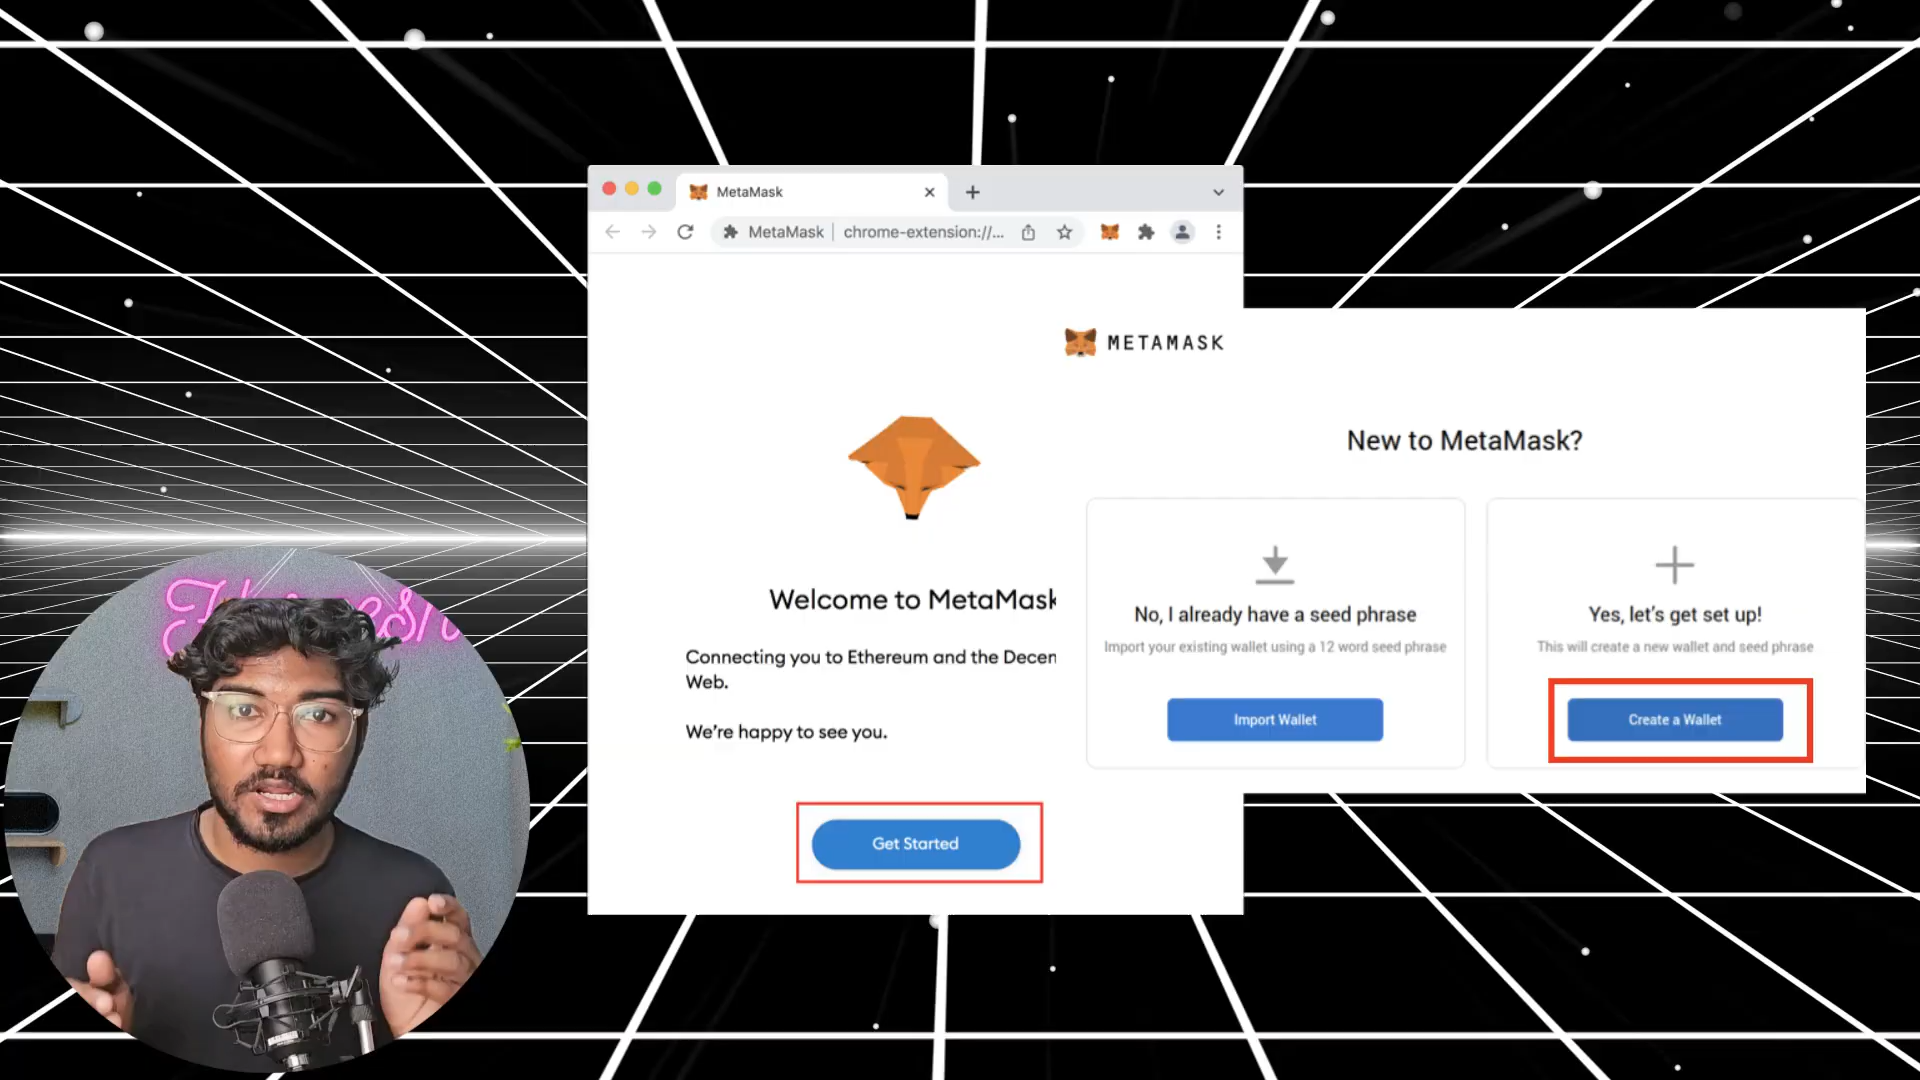 MetaMask
MetaMask
chrome-extension://...
METAMASK
New to MetaMask?
Welcome to MetaMask
Connecting you to Ethereum and the Decen
Web.
We're happy to see you.
Get Started
No, I already have a seed phrase
Import your existing wallet using a 12 word seed phrase
Import Wallet
Yes, let's get set up!
This will create a new wallet and seed phrase
Create a Wallet